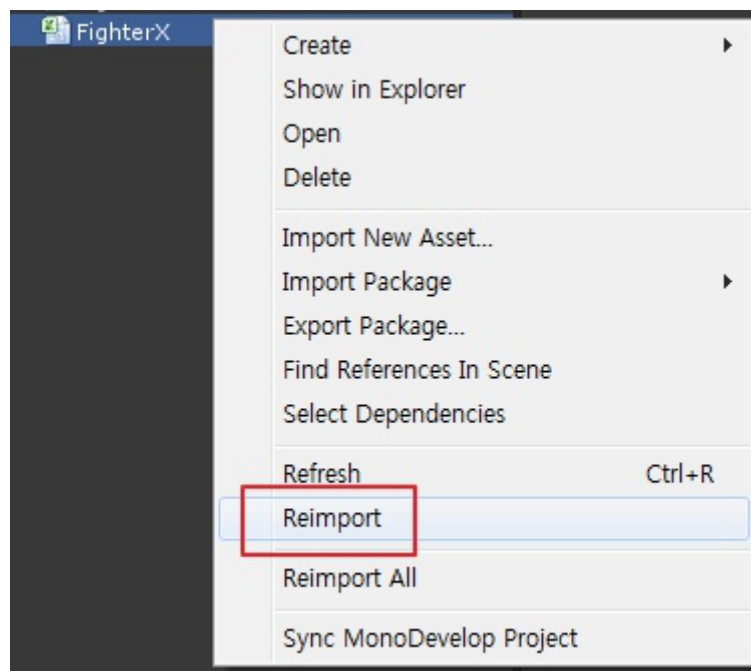 FighterX
Create
Show in Explorer
Open
Delete
Import New Asset...
Import Package
Export Package...
Find References In Scene
Select Dependencies
Refresh Ctrl+R
Reimport
Reimport All
Sync MonoDevelop Project